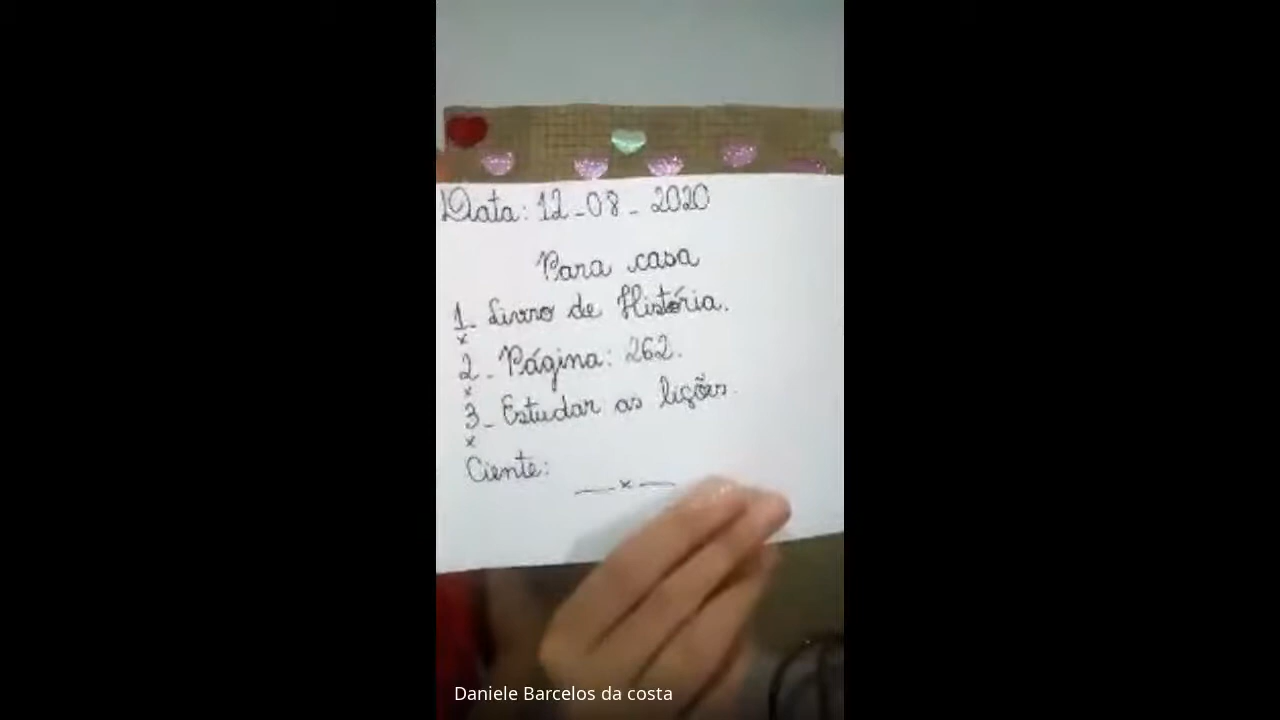 Data: 12-08-2020
Para casa
1- Livro de História.
x
2- Página: 262.
x
3- Estudar as lições.
x
Ciente:
—x—
Daniele Barcelos da costa